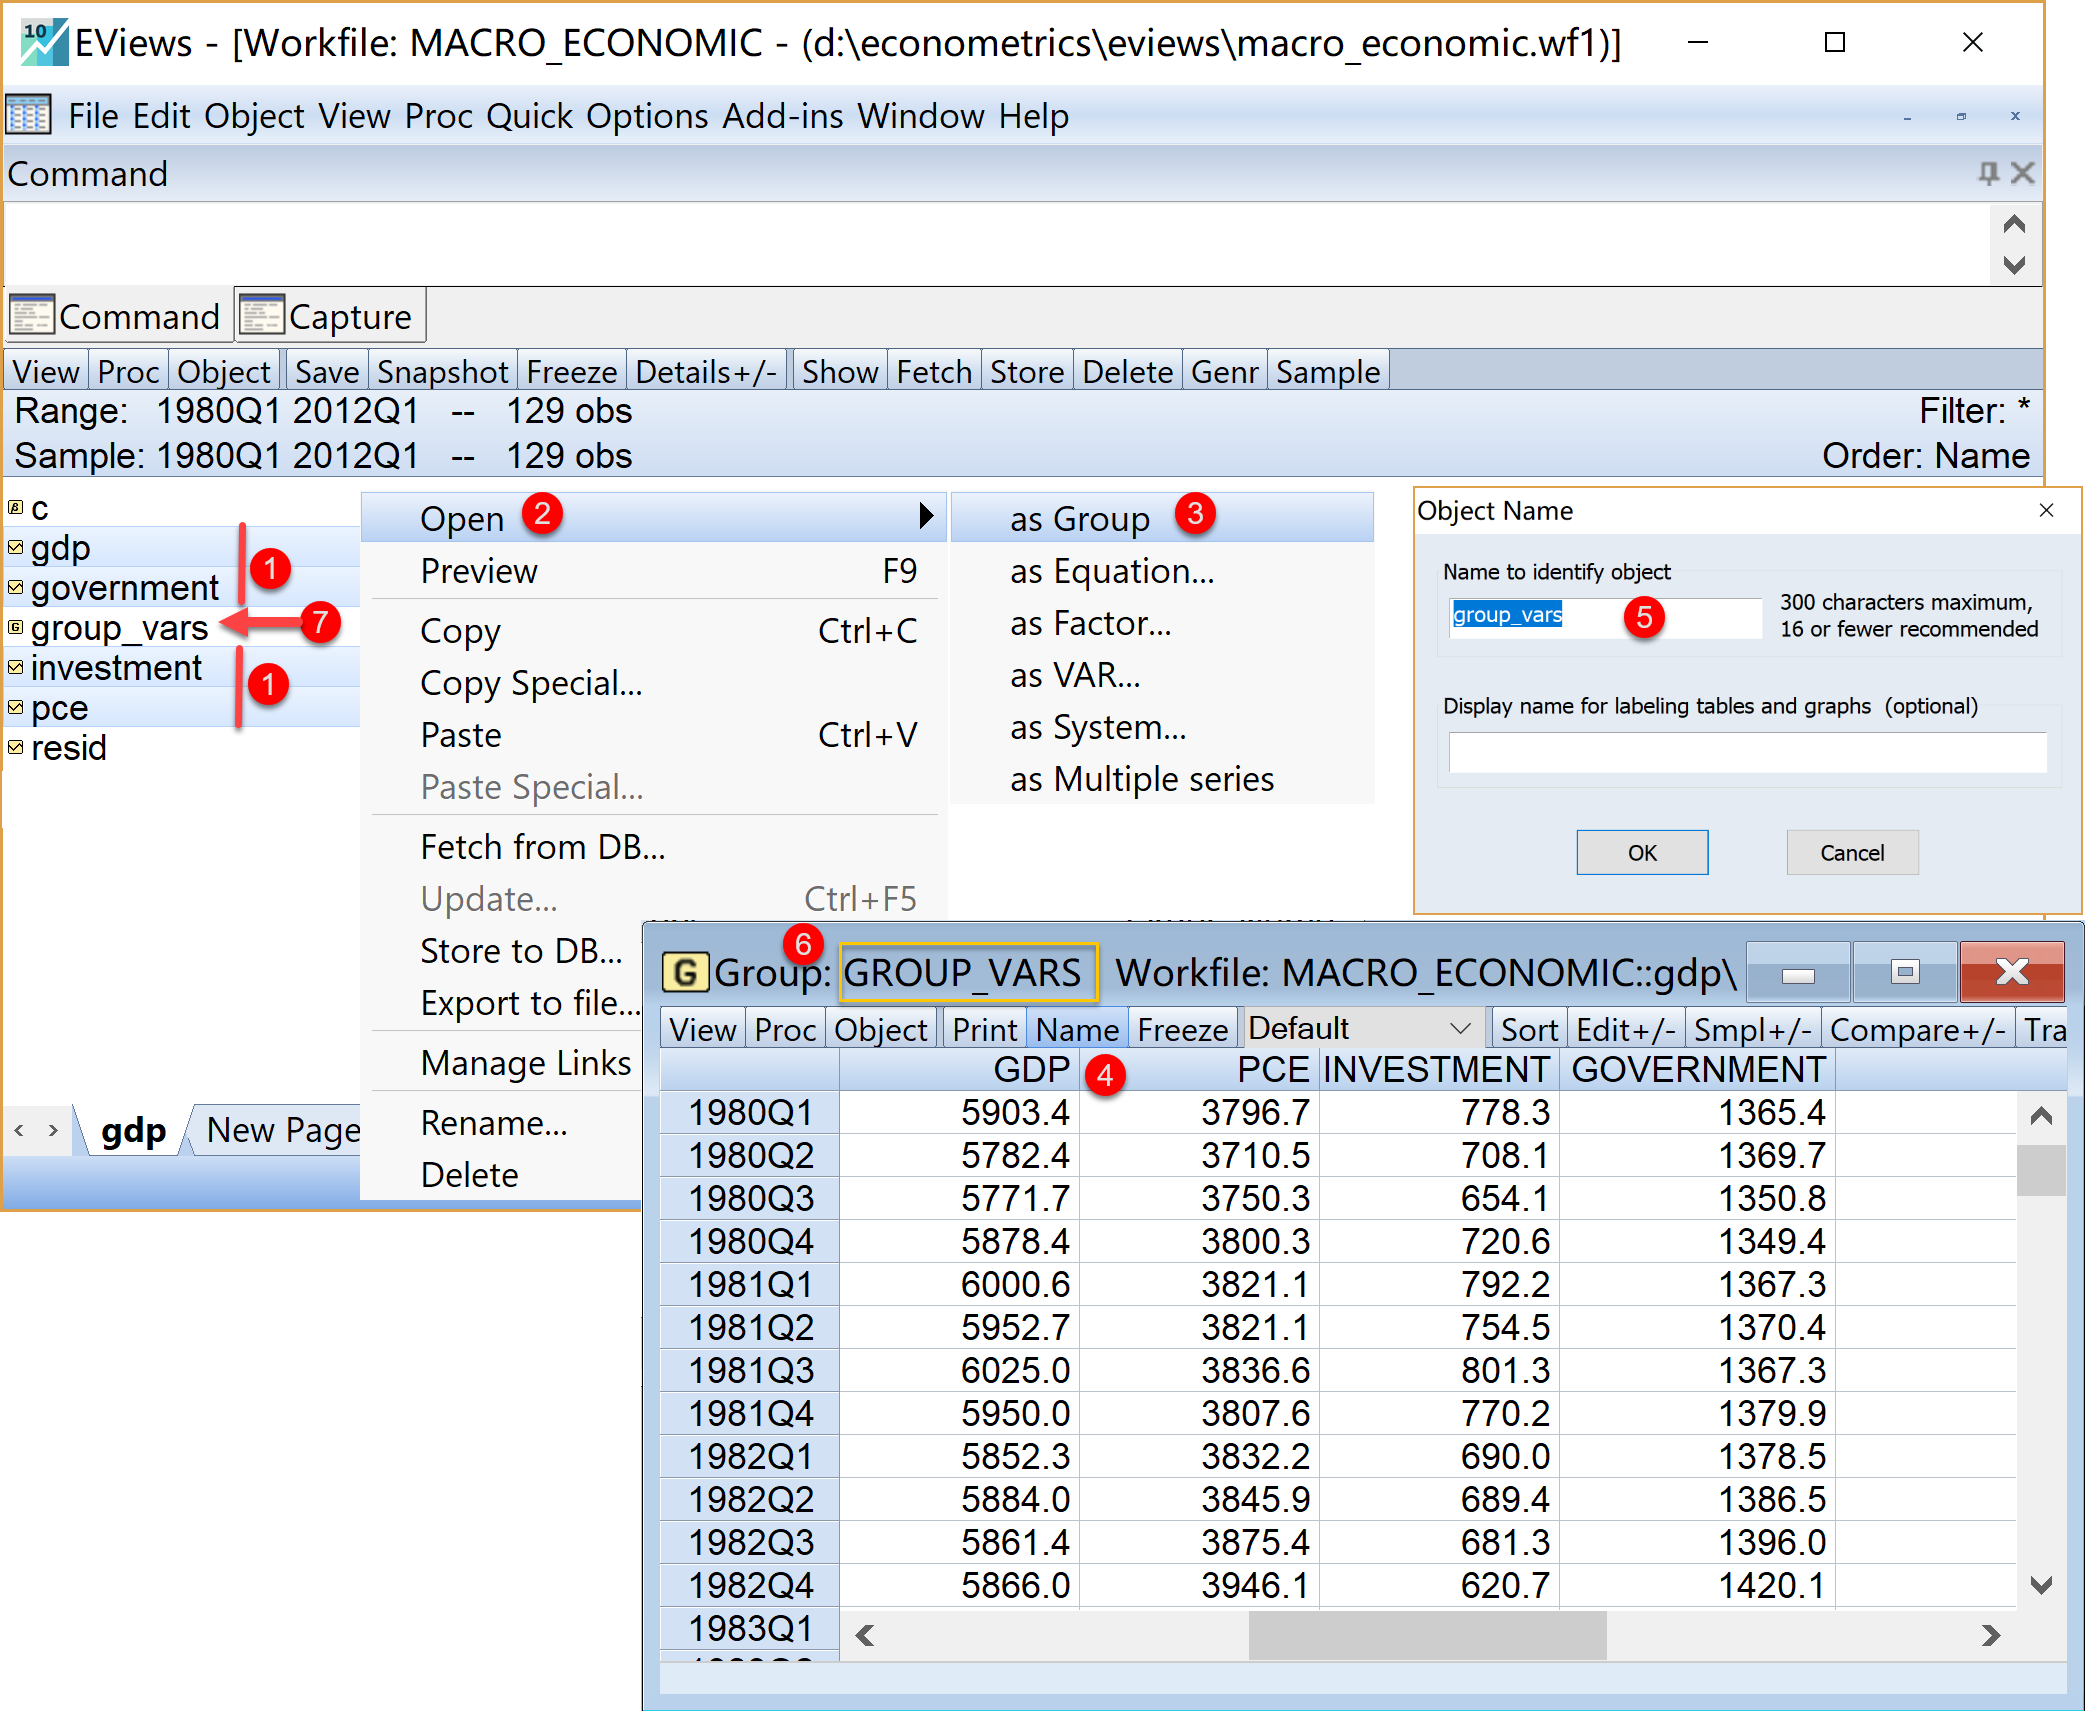 10 EViews - [Workfile: MACRO_ECONOMIC - (d:\econometrics\eviews\macro_economic.wf1)]
File Edit Object View Proc Quick Options Add-ins Window Help
Command
Command Capture
View Proc Object Save Snapshot Freeze Details+/- Show Fetch Store Delete Genr Sample
Range: 1980Q1 2012Q1 -- 129 obs Filter: *
Sample: 1980Q1 2012Q1 -- 129 obs Order: Name
β c
gdp
government
1
G group_vars
7
investment
pce
1
resid
gdp New Page
Open 2
Preview F9
Copy Ctrl+C
Copy Special...
Paste Ctrl+V
Paste Special...
Fetch from DB...
Update... Ctrl+F5
Store to DB...
Export to file...
Manage Links
Rename...
Delete
as Group 3
as Equation...
as Factor...
as VAR...
as System...
as Multiple series
Object Name
Name to identify object
group_vars 5
300 characters maximum,
16 or fewer recommended
Display name for labeling tables and graphs (optional)
OK Cancel
6
G Group: GROUP_VARS Workfile: MACRO_ECONOMIC::gdp\
View Proc Object Print Name Freeze Default Sort Edit+/- Smpl+/- Compare+/- Tra
GDP 4 PCE INVESTMENT GOVERNMENT
1980Q1 5903.4 3796.7 778.3 1365.4
1980Q2 5782.4 3710.5 708.1 1369.7
1980Q3 5771.7 3750.3 654.1 1350.8
1980Q4 5878.4 3800.3 720.6 1349.4
1981Q1 6000.6 3821.1 792.2 1367.3
1981Q2 5952.7 3821.1 754.5 1370.4
1981Q3 6025.0 3836.6 801.3 1367.3
1981Q4 5950.0 3807.6 770.2 1379.9
1982Q1 5852.3 3832.2 690.0 1378.5
1982Q2 5884.0 3845.9 689.4 1386.5
1982Q3 5861.4 3875.4 681.3 1396.0
1982Q4 5866.0 3946.1 620.7 1420.1
1983Q1